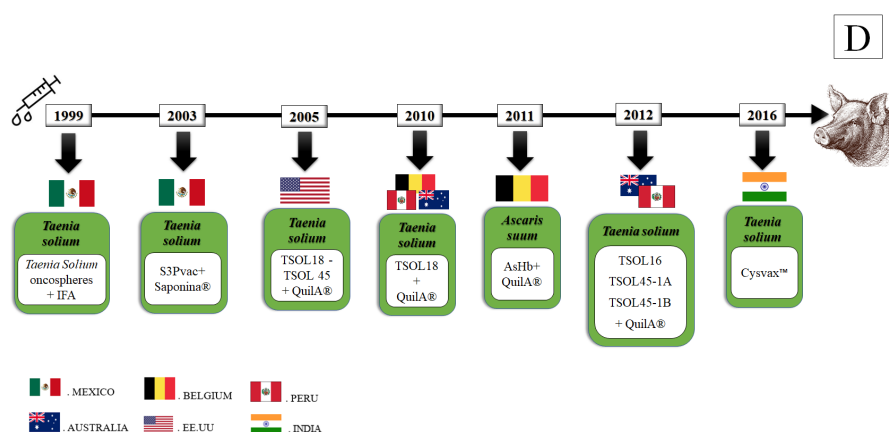 D
1999
2003
2005
2010
2011
2012
2016
Taenia
solium
Taenia Solium
oncospheres
+ IFA
Taenia
solium
S3Pvac+
Saponina®
Taenia
solium
TSOL18 -
TSOL 45
+ QuilA®
Taenia
solium
TSOL18
+
QuilA®
Ascaris
suum
AsHb+
QuilA®
Taenia solium
TSOL16
TSOL45-1A
TSOL45-1B
+ QuilA®
Taenia
solium
Cysvax™
. MEXICO
. BELGIUM
. PERU
. AUSTRALIA
. EE.UU
. INDIA